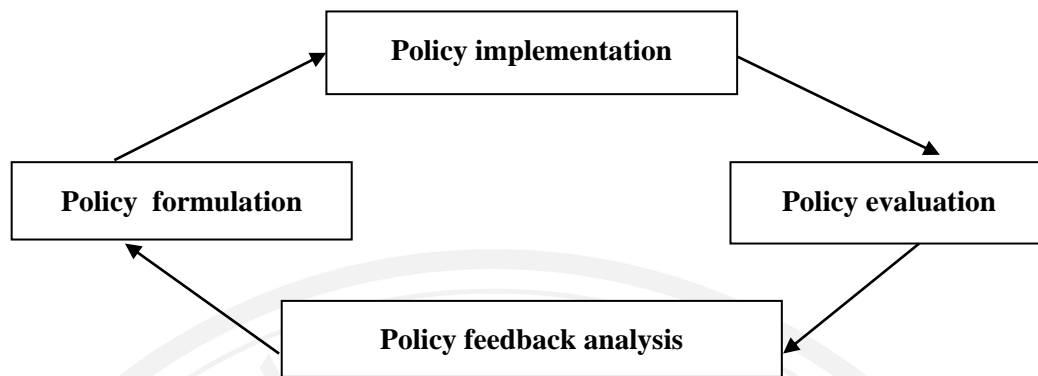 Policy implementation
Policy formulation
Policy evaluation
Policy feedback analysis